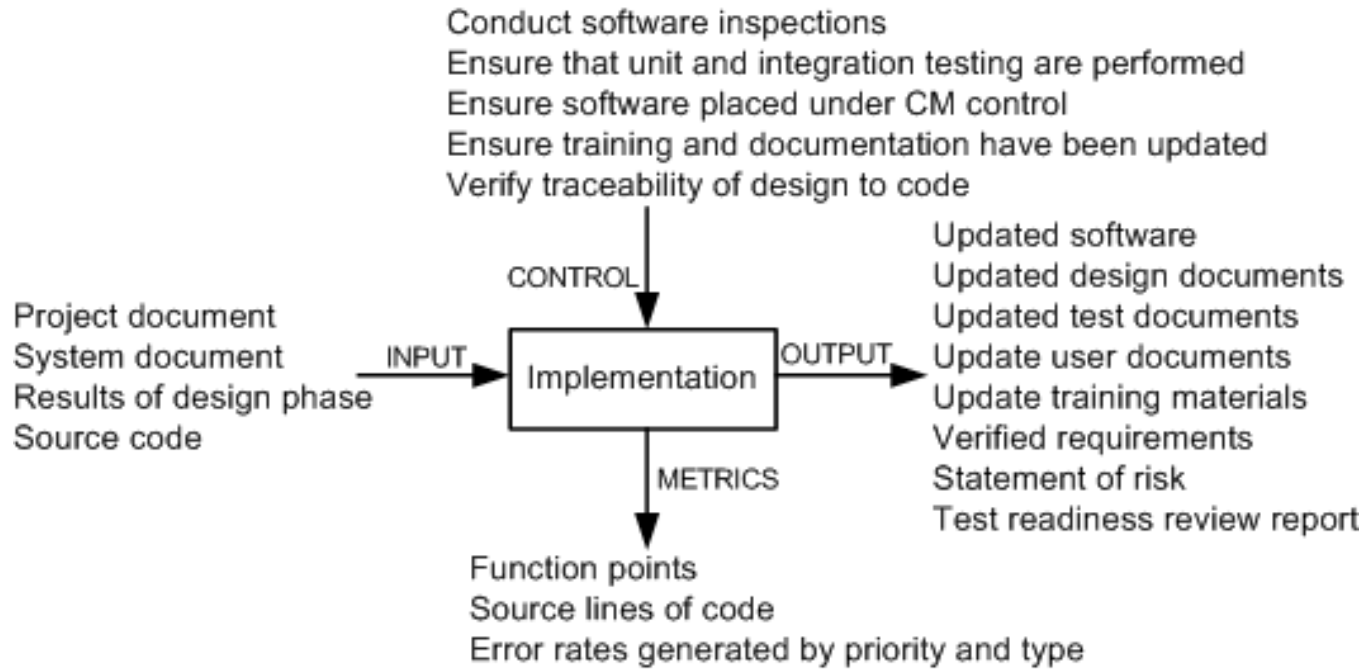 Conduct software inspections
Ensure that unit and integration testing are performed
Ensure software placed under CM control
Ensure training and documentation have been updated
Verify traceability of design to code
CONTROL
Project document
System document
Results of design phase
Source code
INPUT
Implementation
OUTPUT
Updated software
Updated design documents
Updated test documents
Update user documents
Update training materials
Verified requirements
Statement of risk
Test readiness review report
METRICS
Function points
Source lines of code
Error rates generated by priority and type